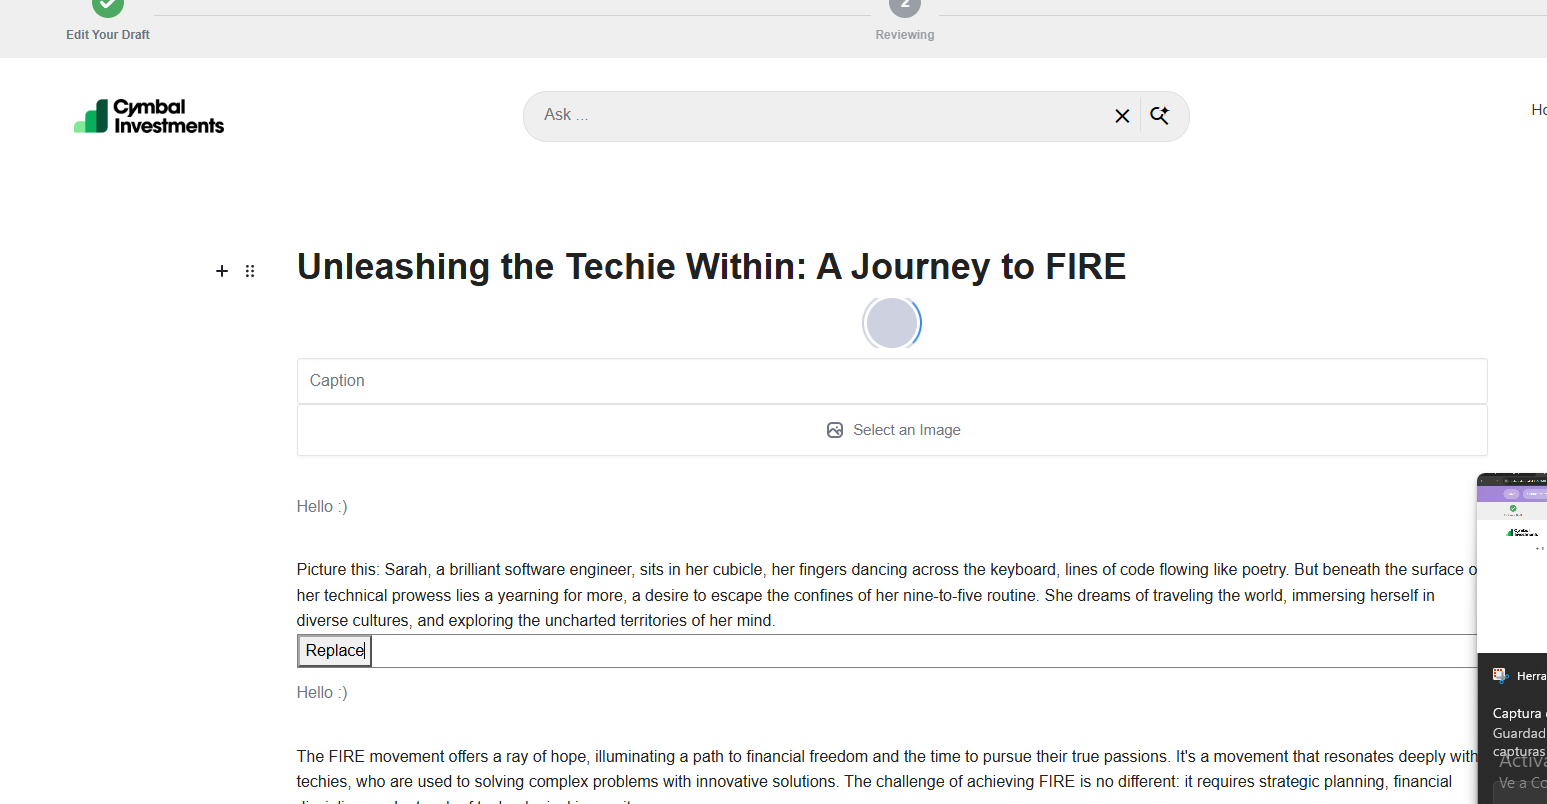 2
Edit Your Draft
Reviewing
Cymbal
Investments
Ask ...
Unleashing the Techie Within: A Journey to FIRE
Caption
Select an Image
Hello :)
Picture this: Sarah, a brilliant software engineer, sits in her cubicle, her fingers dancing across the keyboard, lines of code flowing like poetry. But beneath the surface
her technical prowess lies a yearning for more, a desire to escape the confines of her nine-to-five routine. She dreams of traveling the world, immersing herself in
diverse cultures, and exploring the uncharted territories of her mind.
Replace
Hello :)
Herra
Captura
Guardad
capturas
Activa
Ve a Co
The FIRE movement offers a ray of hope, illuminating a path to financial freedom and the time to pursue their true passions. It's a movement that resonates deeply with
techies, who are used to solving complex problems with innovative solutions. The challenge of achieving FIRE is no different: it requires strategic planning, financial